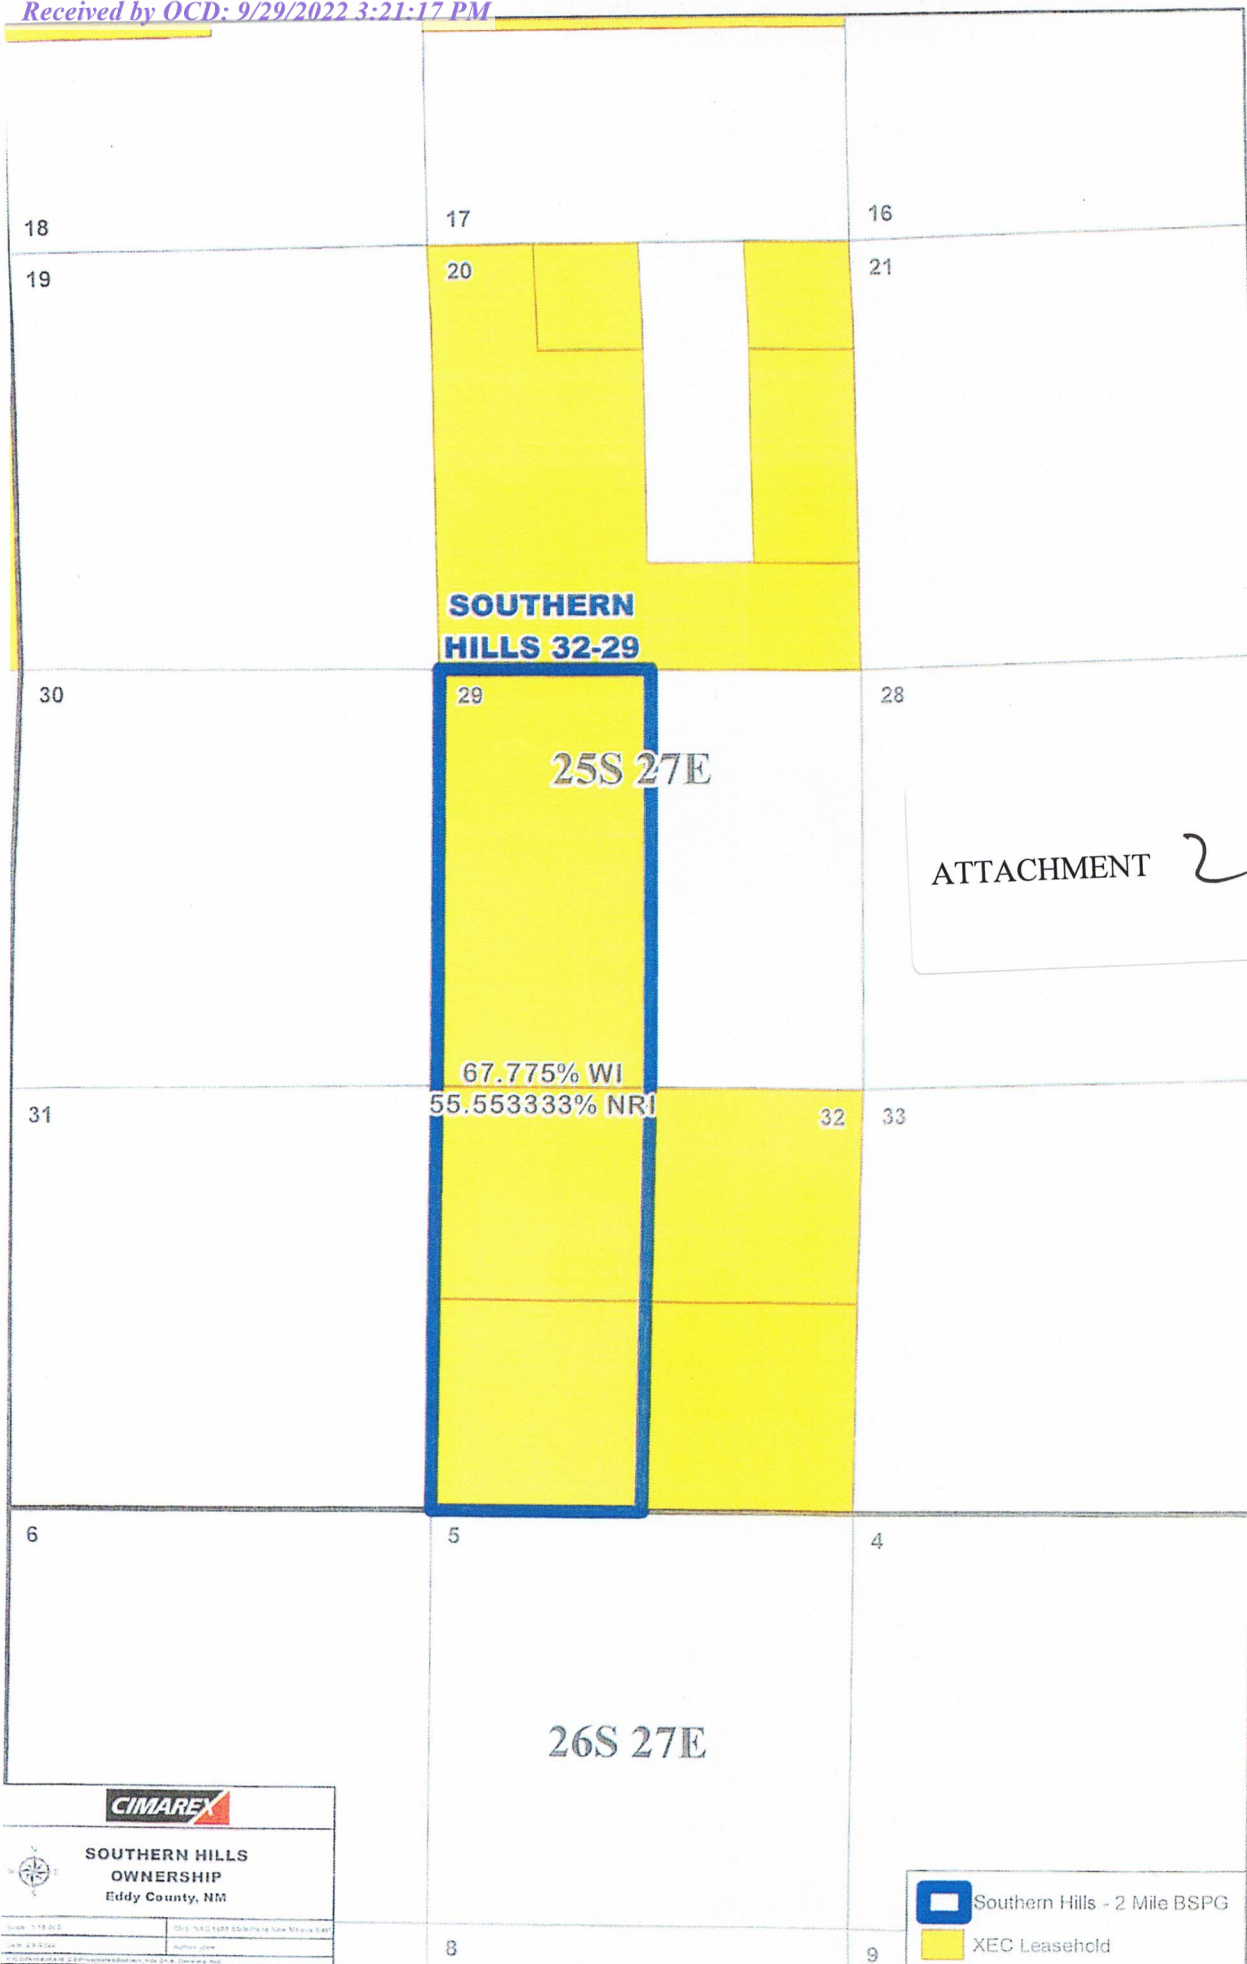 Received by OCD: 9/29/2022 3:21:17 PM
18
17
16
19
20
21
SOUTHERN
HILLS 32-29
30
29
28
25S 27E
ATTACHMENT 2
67.775% WI
55.553333% NRI
31
32
33
6
5
4
26S 27E
CIMAREX
SOUTHERN HILLS
OWNERSHIP
Eddy County, NM
Southern Hills - 2 Mile BSPG
XEC Leasehold
8
9